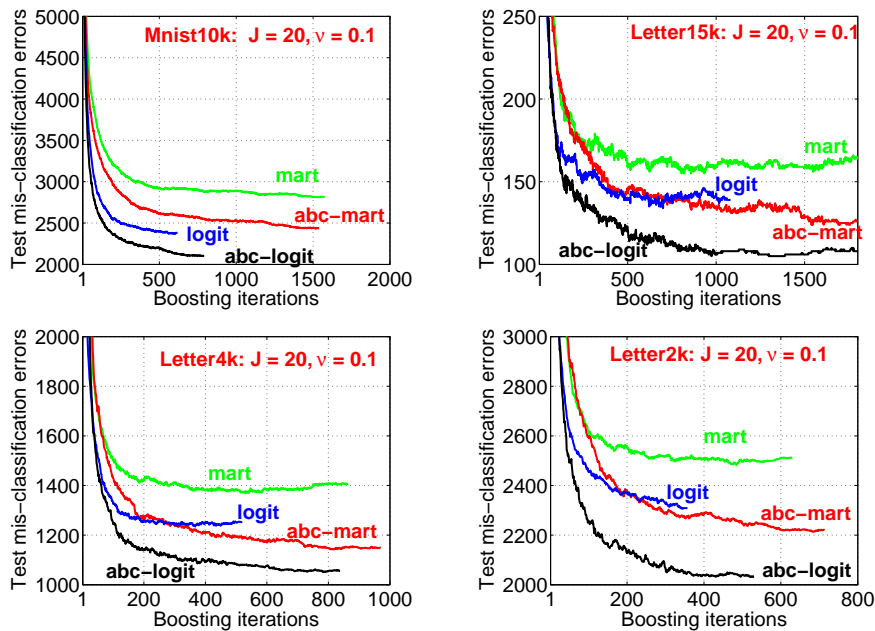 Mnist10k: J = 20, ν = 0.1
Test mis−classification errors
5000
4500
4000
3500
3000
2500
2000
mart
abc−mart
logit
abc−logit
1 500 1000 1500 2000
Boosting iterations
Letter15k: J = 20, ν = 0.1
Test mis−classification errors
250
200
150
100
mart
logit
abc−mart
abc−logit
1 500 1000 1500
Boosting iterations
Letter4k: J = 20, ν = 0.1
Test mis−classification errors
2000
1800
1600
1400
1200
1000
mart
logit
abc−mart
abc−logit
1 200 400 600 800 1000
Boosting iterations
Letter2k: J = 20, ν = 0.1
Test mis−classification errors
3000
2800
2600
2400
2200
2000
mart
logit
abc−mart
abc−logit
1 200 400 600 800
Boosting iterations